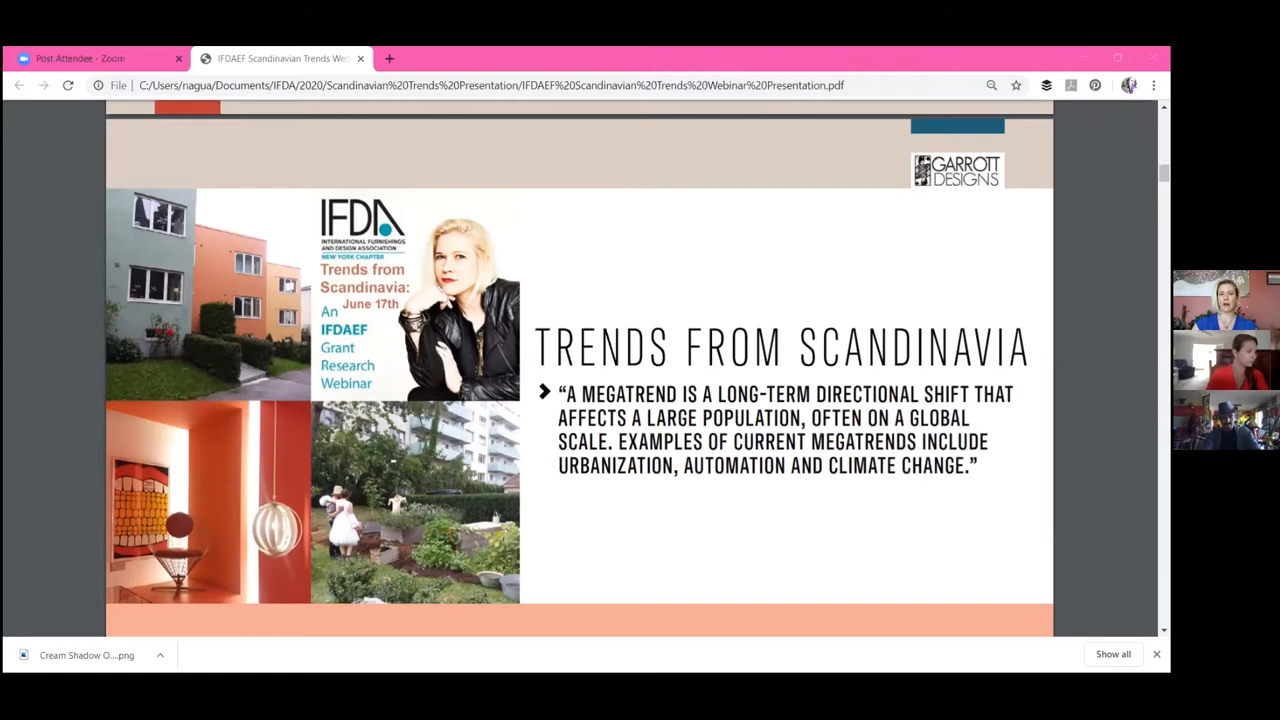 Post Attendee - Zoom
IFDAEF Scandinavian Trends Web
File
C:/Users/nagua/Documents/IFDA/2020/Scandinavian%20Trends%20Presentation/IFDAEF%20Scandinavian%20Trends%20Webinar%20Presentation.pdf
GARROTT
DESIGNS
IFDA
INTERNATIONAL FURNISHINGS
AND DESIGN ASSOCIATION
NEW YORK CHAPTER
Trends from
Scandinavia:
June 17th
An
IFDAEF
Grant
Research
Webinar
TRENDS FROM SCANDINAVIA
“A MEGATREND IS A LONG-TERM DIRECTIONAL SHIFT THAT
AFFECTS A LARGE POPULATION, OFTEN ON A GLOBAL
SCALE. EXAMPLES OF CURRENT MEGATRENDS INCLUDE
URBANIZATION, AUTOMATION AND CLIMATE CHANGE.”
Cream Shadow O....png
Show all